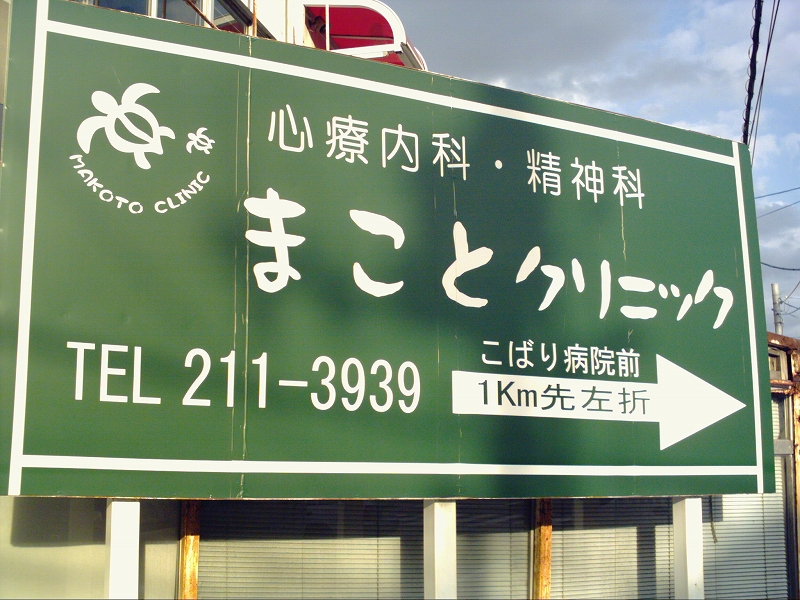 MAKOTO CLINIC
心療内科・精神科
まことクリニック
TEL 211-3939
こばり病院前
1Km先左折